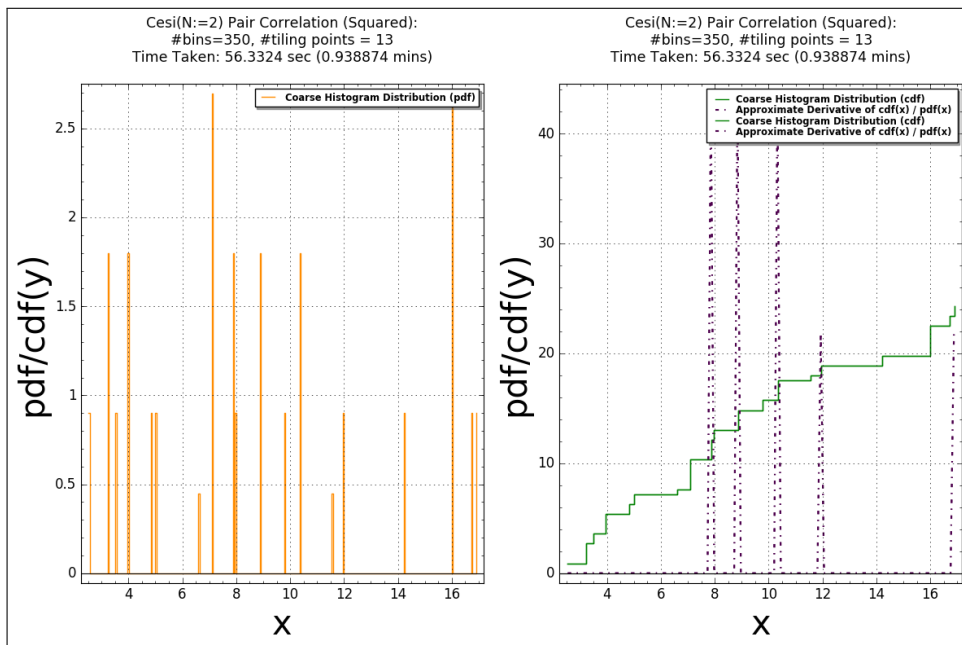 Cesi(N:=2) Pair Correlation (Squared):
#bins=350, #tiling points = 13
Time Taken: 56.3324 sec (0.938874 mins)
Coarse Histogram Distribution (pdf)
2.5
2
1.5
1
0.5
0
pdf/cdf(y)
4
6
8
10
12
14
16
x
Cesi(N:=2) Pair Correlation (Squared):
#bins=350, #tiling points = 13
Time Taken: 56.3324 sec (0.938874 mins)
Coarse Histogram Distribution (cdf)
Approximate Derivative of cdf(x) / pdf(x)
Coarse Histogram Distribution (cdf)
Approximate Derivative of cdf(x) / pdf(x)
40
30
20
10
0
pdf/cdf(y)
4
6
8
10
12
14
16
x